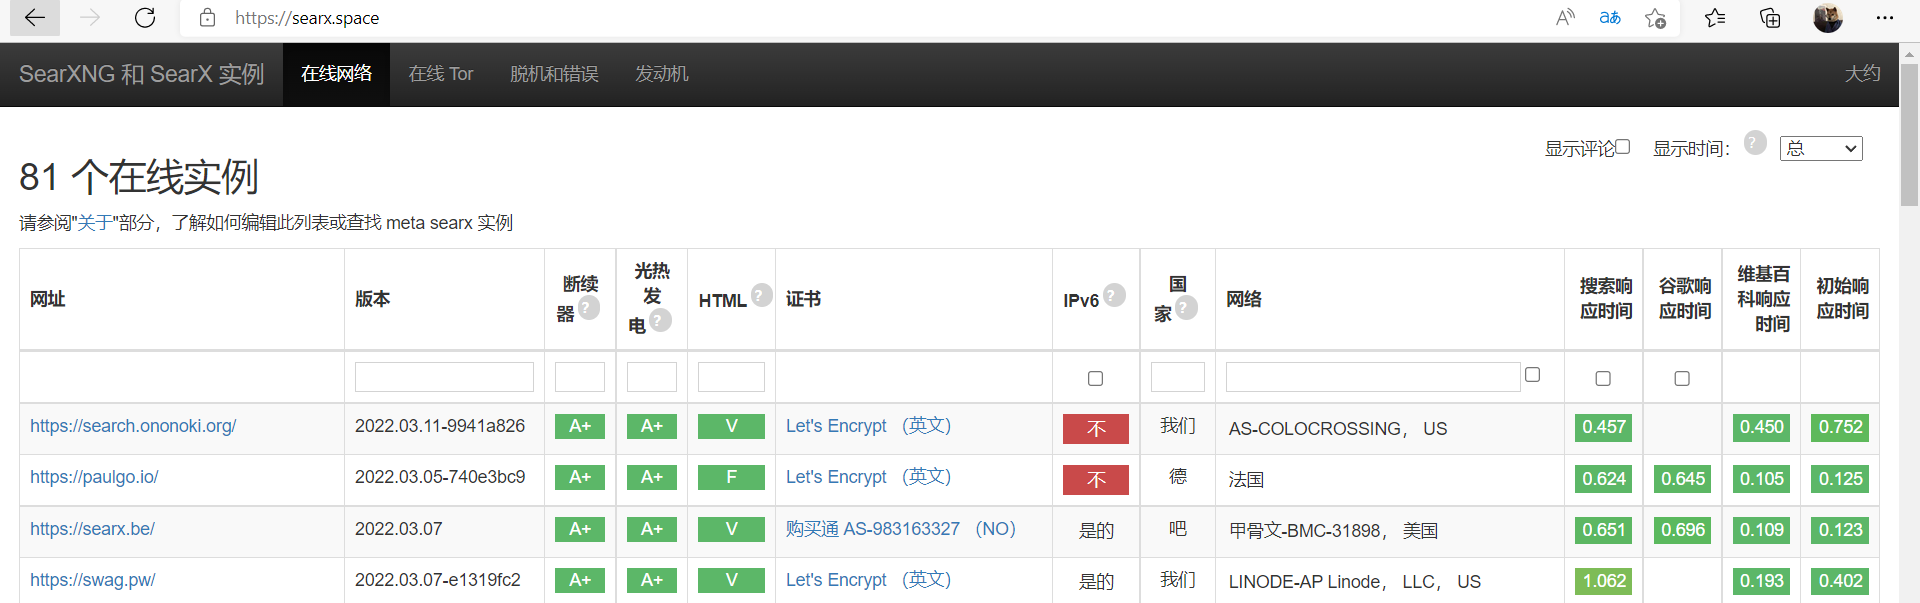 https://searx.space
SearXNG 和 SearX 实例 在线网络 在线 Tor 脱机和错误 发动机 大约
显示评论 显示时间： ? 总
81 个在线实例
请参阅"关于"部分，了解如何编辑此列表或查找 meta searx 实例
网址 版本 断续器? 光热发电? HTML? 证书 IPv6? 国家? 网络 搜索响应时间 谷歌响应时间 维基百科响应时间 初始响应时间
https://search.ononoki.org/ 2022.03.11-9941a826 A+ A+ V Let's Encrypt （英文） 不 我们 AS-COLOCROSSING， US 0.457 0.450 0.752
https://paulgo.io/ 2022.03.05-740e3bc9 A+ A+ F Let's Encrypt （英文） 不 德 法国 0.624 0.645 0.105 0.125
https://searx.be/ 2022.03.07 A+ A+ V 购买通 AS-983163327 （NO） 是的 吧 甲骨文-BMC-31898， 美国 0.651 0.696 0.109 0.123
https://swag.pw/ 2022.03.07-e1319fc2 A+ A+ V Let's Encrypt （英文） 是的 我们 LINODE-AP Linode， LLC， US 1.062 0.193 0.402